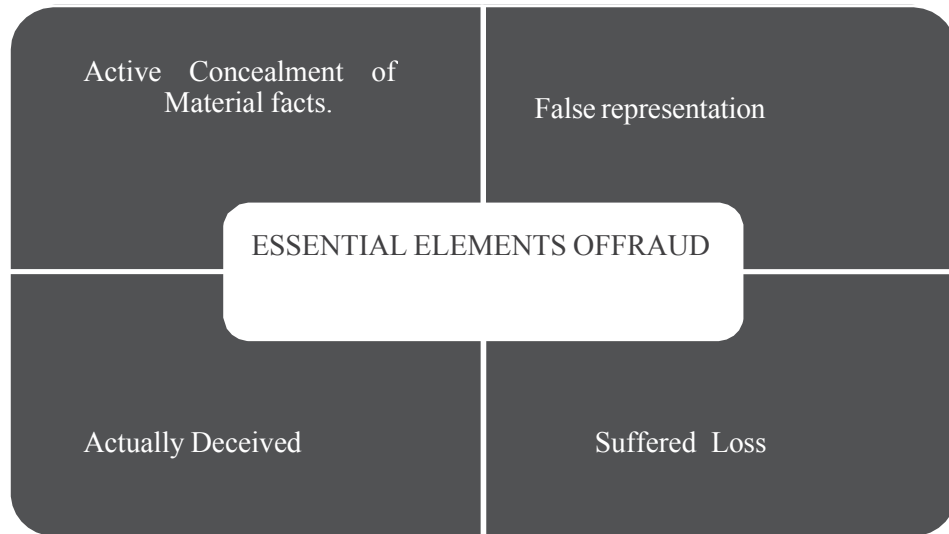 Active Concealment of
Material facts.
False representation
ESSENTIAL ELEMENTS OFFRAUD
Actually Deceived
Suffered Loss